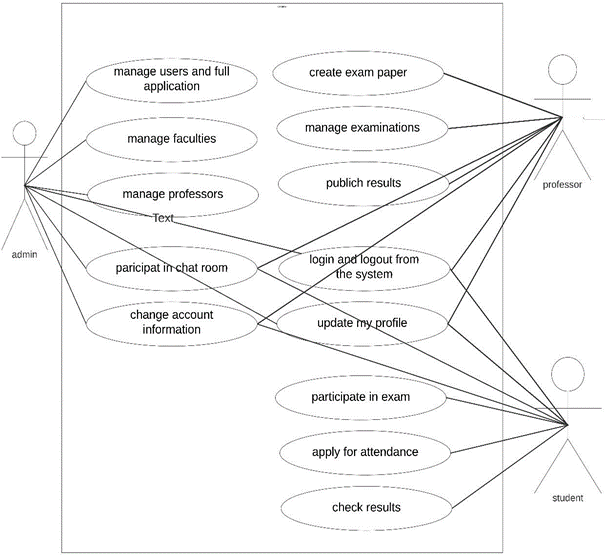 manage users and full
application
manage faculties
manage professors
Text
paricipat in chat room
change account
information
create exam paper
manage examinations
publich results
login and logout from
the system
update my profile
participate in exam
apply for attendance
check results
admin
professor
student